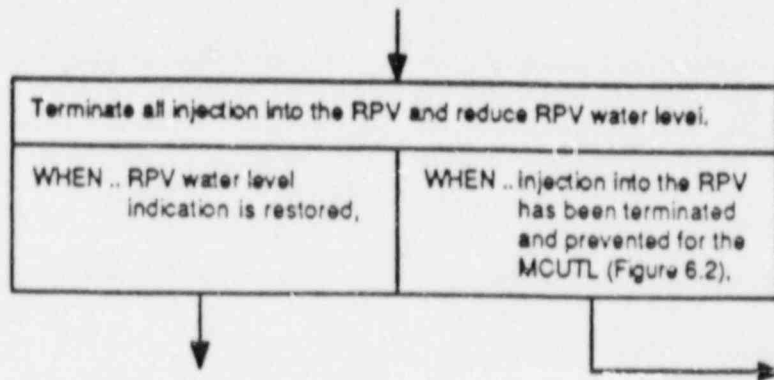 Terminate all injection into the RPV and reduce RPV water level.
WHEN .. RPV water level
indication is restored,
WHEN .. injection into the RPV
has been terminated
and prevented for the
MCUTL (Figure 6.2),